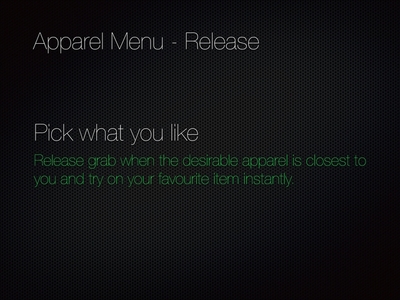 Apparel Menu - Release
Pick what you like
Release grab when the desirable apparel is closest to
you and try on your favourite item instantly.